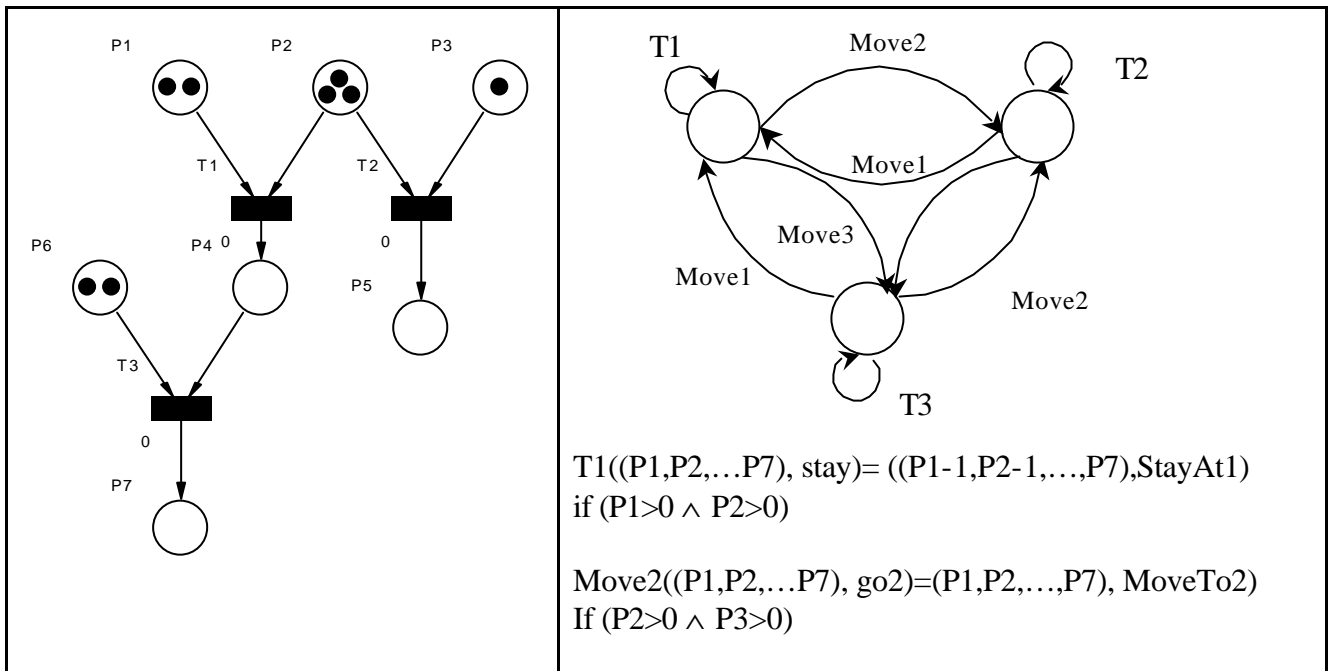 P1 P2 P3
T1 T2
0 0
P6 P4
P5
T3
0
P7
T1 Move2 T2
Move1
Move3
Move1 Move2
T3
T1((P1,P2,…P7), stay)= ((P1-1,P2-1,…,P7),StayAt1)
if (P1>0 ∧ P2>0)
Move2((P1,P2,…P7), go2)=(P1,P2,…,P7), MoveTo2)
If (P2>0 ∧ P3>0)